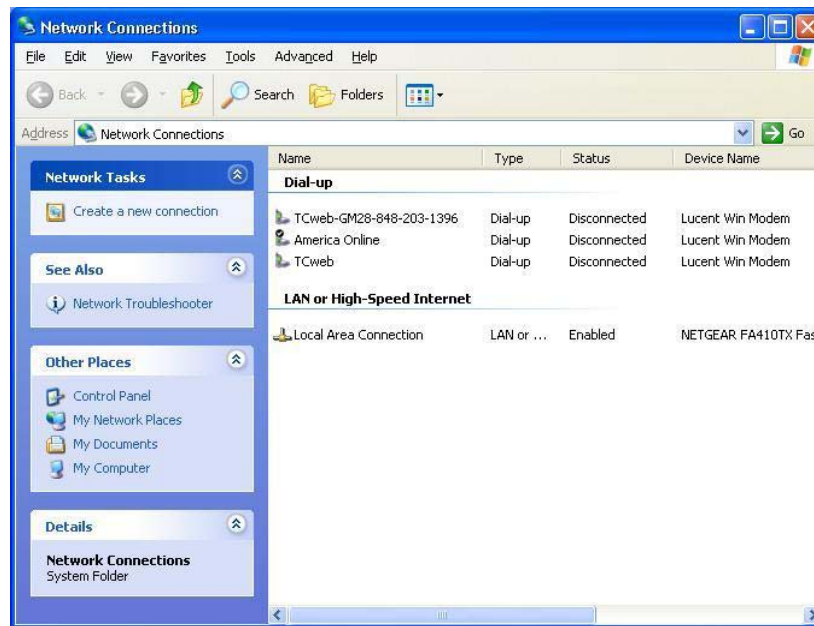 Network Connections
File Edit View Favorites Tools Advanced Help
Back Search Folders
Address Network Connections Go
Network Tasks
Create a new connection
See Also
Network Troubleshooter
Other Places
Control Panel
My Network Places
My Documents
My Computer
Details
Network Connections
System Folder
Name Type Status Device Name
Dial-up
TCweb-GM28-848-203-1396 Dial-up Disconnected Lucent Win Modem
America Online Dial-up Disconnected Lucent Win Modem
TCweb Dial-up Disconnected Lucent Win Modem
LAN or High-Speed Internet
Local Area Connection LAN or ... Enabled NETGEAR FA410TX Fas